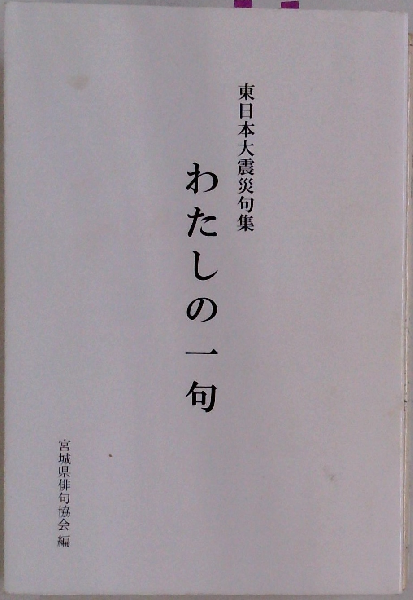 東日本大震災句集
わたしの一句
宮城県俳句協会 編